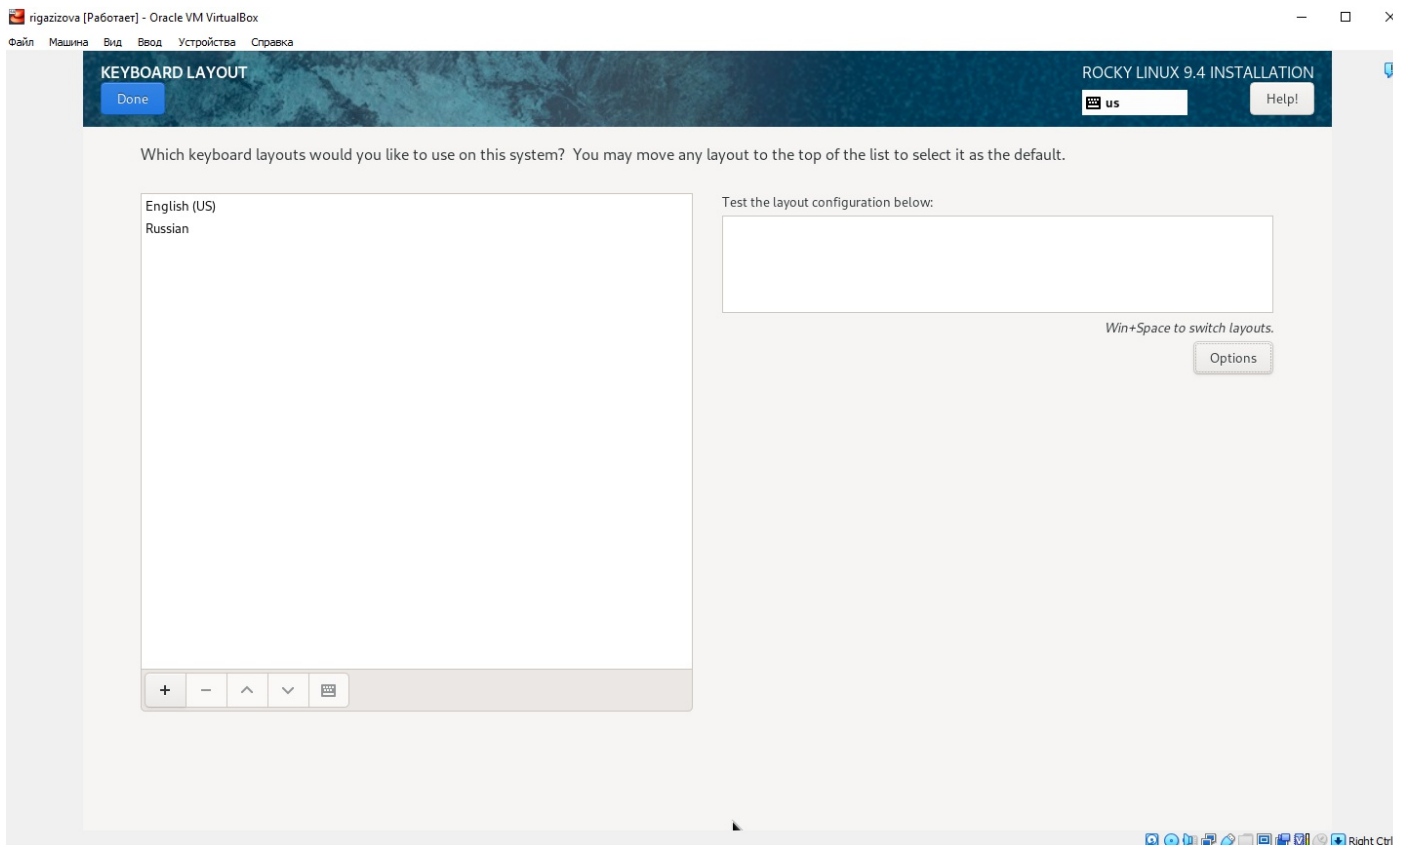 rigazizova [Работает] - Oracle VM VirtualBox
Файл Машина Вид Ввод Устройства Справка
KEYBOARD LAYOUT
ROCKY LINUX 9.4 INSTALLATION
Done
us
Help!
Which keyboard layouts would you like to use on this system? You may move any layout to the top of the list to select it as the default.
English (US)
Russian
Test the layout configuration below:
Win+Space to switch layouts.
Options
Right Ctrl